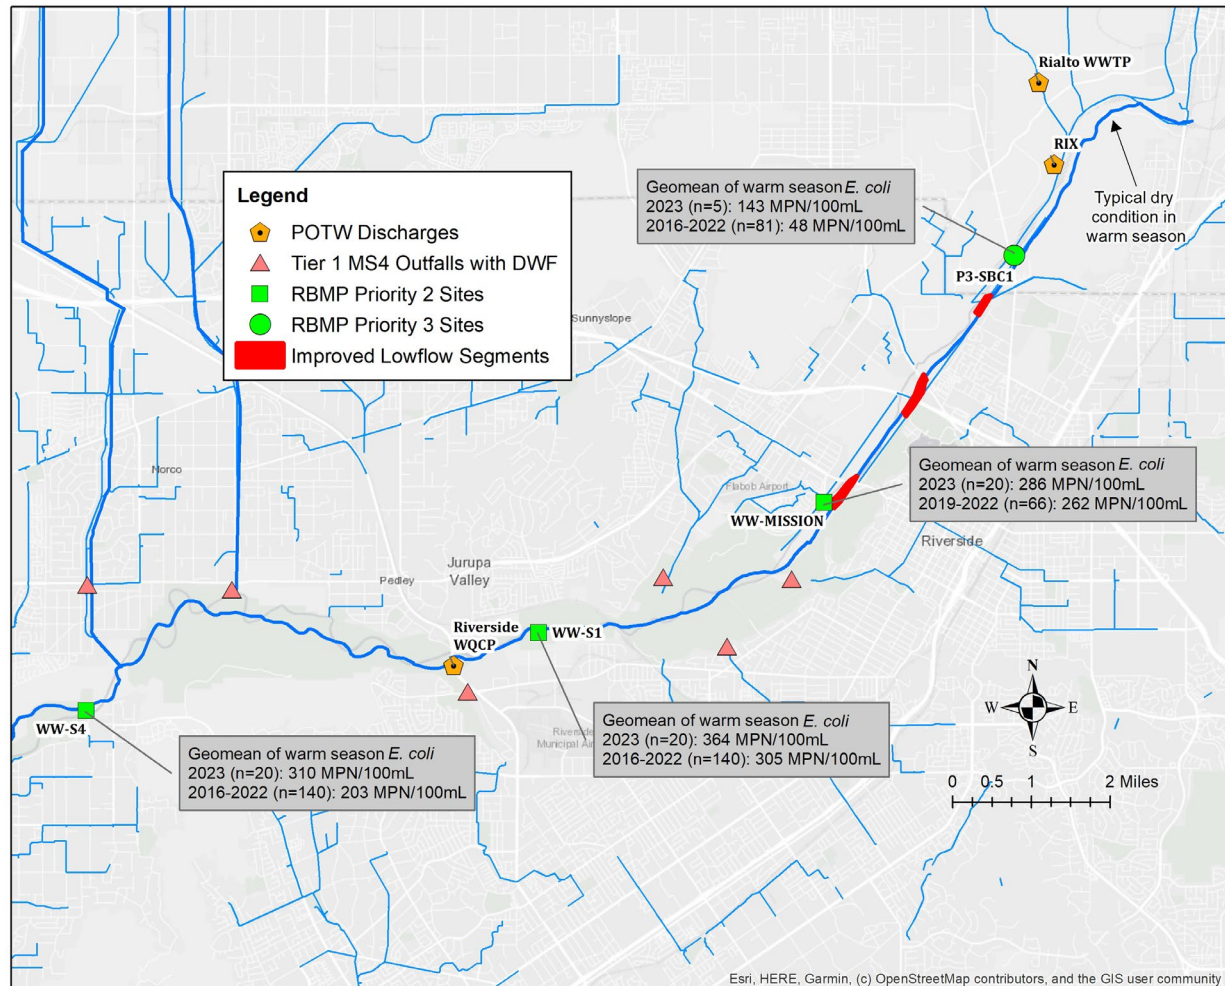 Rialto WWTP
RIX
Typical dry
condition in
warm season
Geomean of warm season E. coli
2023 (n=5): 143 MPN/100mL
2016-2022 (n=81): 48 MPN/100mL
P3-SBC1
Legend
POTW Discharges
Tier 1 MS4 Outfalls with DWF
RBMP Priority 2 Sites
RBMP Priority 3 Sites
Improved Lowflow Segments
Sunnyslope
Norco
Flabob Airport
WW-MISSION
Geomean of warm season E. coli
2023 (n=20): 286 MPN/100mL
2019-2022 (n=66): 262 MPN/100mL
Riverside
Jurupa
Valley
Pedley
Riverside
WQCP
WW-S1
WW-S4
Geomean of warm season E. coli
2023 (n=20): 310 MPN/100mL
2016-2022 (n=140): 203 MPN/100mL
Riverside
Municipal Air
Geomean of warm season E. coli
2023 (n=20): 364 MPN/100mL
2016-2022 (n=140): 305 MPN/100mL
N
W
E
S
0 0.5 1 2 Miles
Esri, HERE, Garmin, (c) OpenStreetMap contributors, and the GIS user community